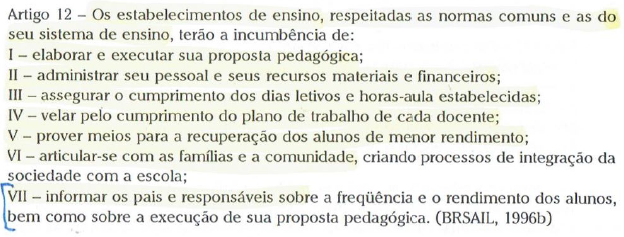 Artigo 12 – Os estabelecimentos de ensino, respeitadas as normas comuns e as do
seu sistema de ensino, terão a incumbência de:
I – elaborar e executar sua proposta pedagógica;
II – administrar seu pessoal e seus recursos materiais e financeiros;
III – assegurar o cumprimento dos dias letivos e horas-aula estabelecidas;
IV – velar pelo cumprimento do plano de trabalho de cada docente;
V – prover meios para a recuperação dos alunos de menor rendimento;
VI – articular-se com as famílias e a comunidade, criando processos de integração da
sociedade com a escola;
VII – informar os pais e responsáveis sobre a freqüência e o rendimento dos alunos,
bem como sobre a execução de sua proposta pedagógica. (BRSAIL, 1996b)